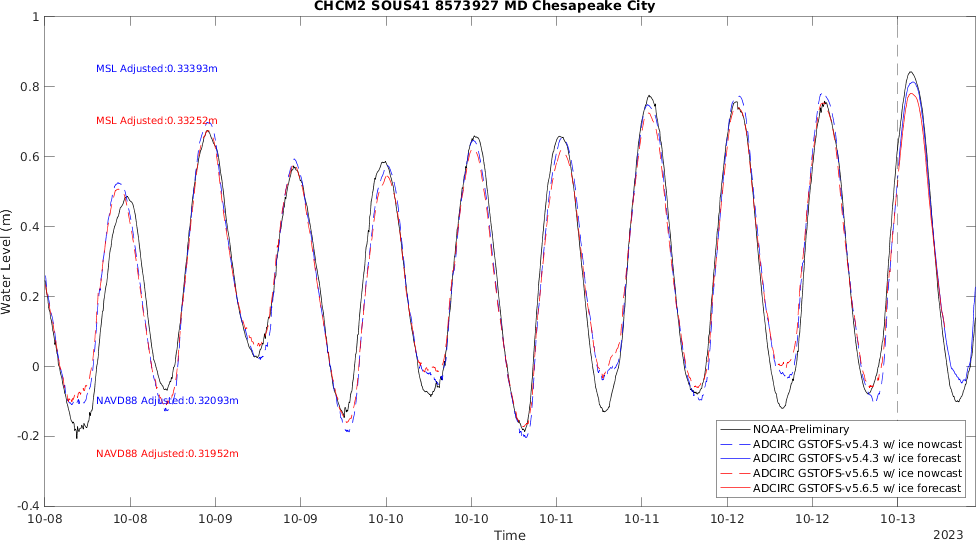 CHCM2 SOUS41 8573927 MD Chesapeake City
1
0.8
0.6
0.4
0.2
0
-0.2
-0.4
Water Level (m)
MSL Adjusted:0.33393m
MSL Adjusted:0.33252m
NAVD88 Adjusted:0.32093m
NAVD88 Adjusted:0.31952m
NOAA-Preliminary
ADCIRC GSTOFS-v5.4.3 w/ ice nowcast
ADCIRC GSTOFS-v5.4.3 w/ ice forecast
ADCIRC GSTOFS-v5.6.5 w/ ice nowcast
ADCIRC GSTOFS-v5.6.5 w/ ice forecast
10-08 10-08 10-09 10-09 10-10 10-10 10-11 10-11 10-12 10-12 10-13
Time
2023